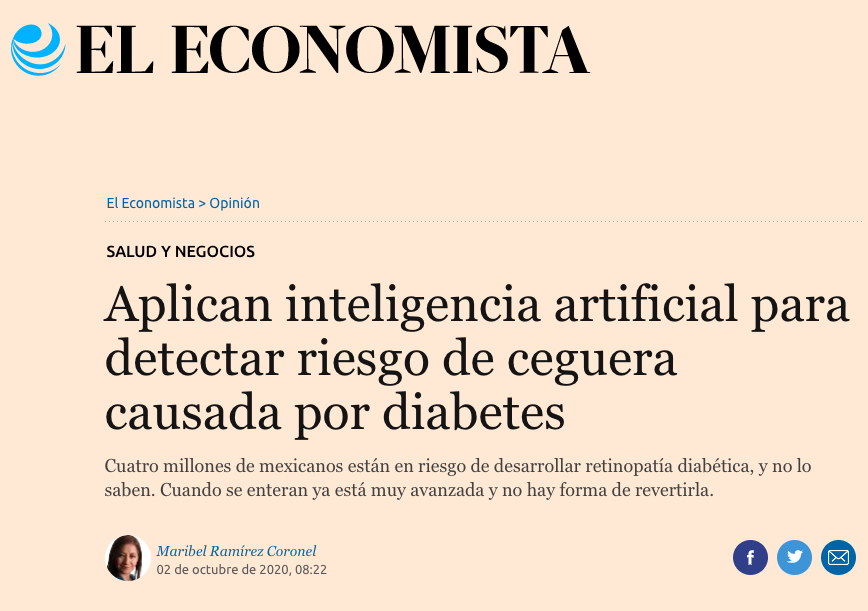 EL ECONOMISTA
El Economista > Opinión
SALUD Y NEGOCIOS
Aplican inteligencia artificial para
detectar riesgo de ceguera
causada por diabetes
Cuatro millones de mexicanos están en riesgo de desarrollar retinopatía diabética, y no lo
saben. Cuando se enteran ya está muy avanzada y no hay forma de revertirla.
Maribel Ramírez Coronel
02 de octubre de 2020, 08:22